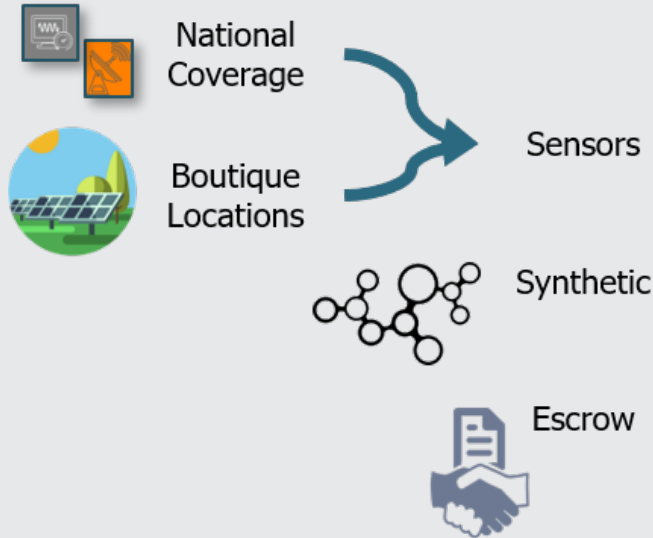 National
Coverage
Sensors
Boutique
Locations
Synthetic
Escrow